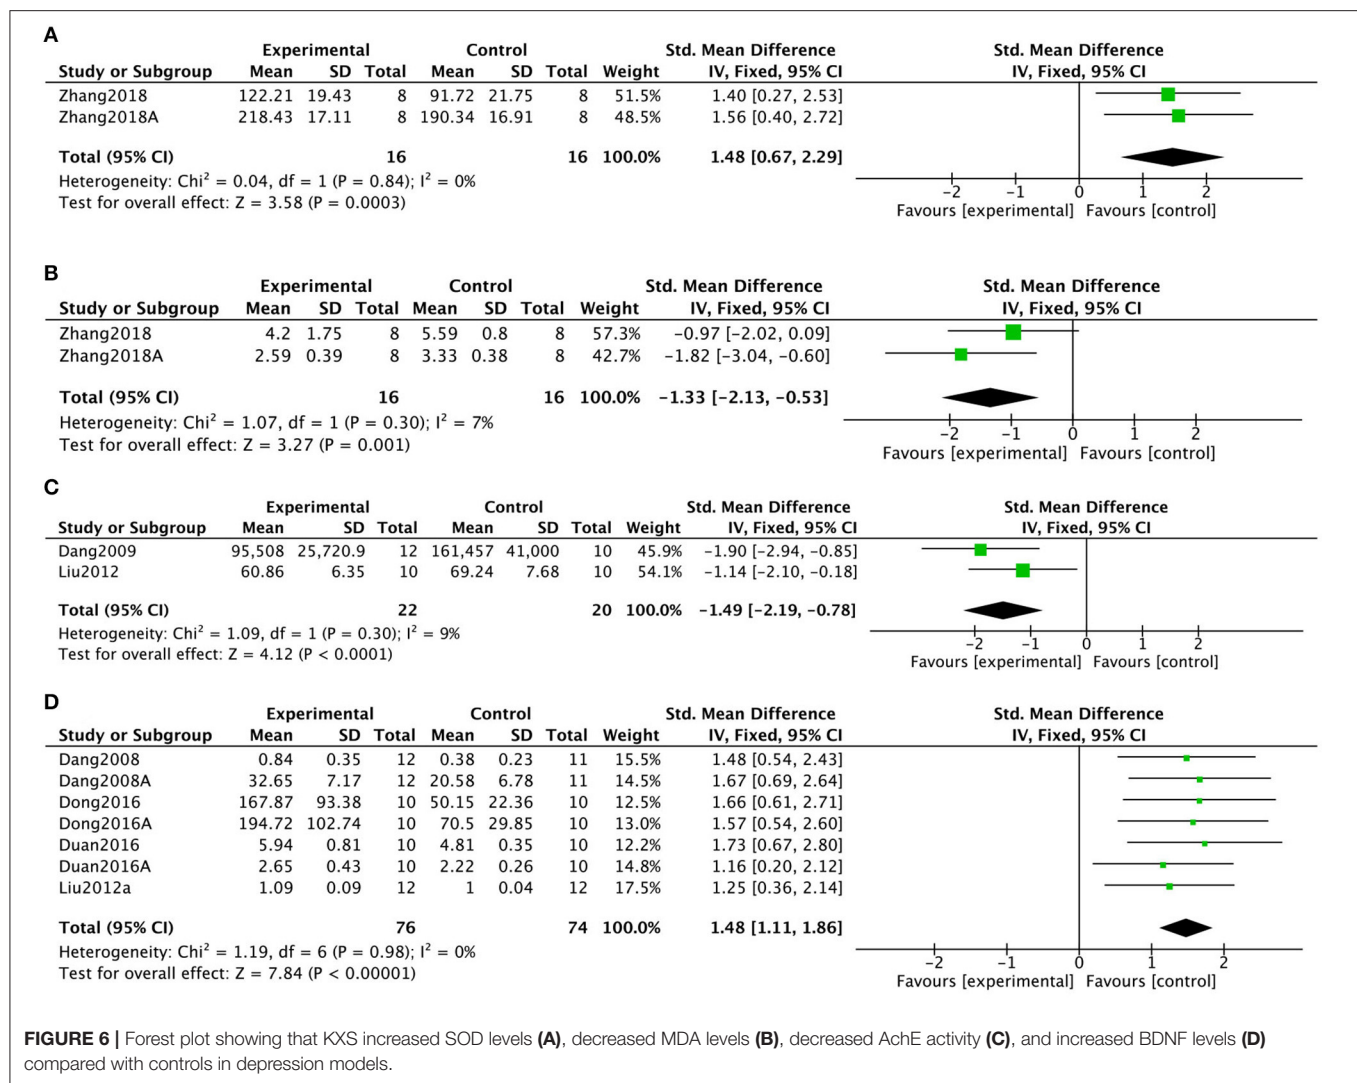 A
Experimental Control Std. Mean Difference Std. Mean Difference
Study or Subgroup Mean SD Total Mean SD Total Weight IV, Fixed, 95% CI IV, Fixed, 95% CI
Zhang2018 122.21 19.43 8 91.72 21.75 8 51.5% 1.40 [0.27, 2.53]
Zhang2018A 218.43 17.11 8 190.34 16.91 8 48.5% 1.56 [0.40, 2.72]
Total (95% CI) 16 16 100.0% 1.48 [0.67, 2.29]
Heterogeneity: Chi² = 0.04, df = 1 (P = 0.84); I² = 0%
Test for overall effect: Z = 3.58 (P = 0.0003)
−2 −1 0 1 2
Favours [experimental] Favours [control]
B
Experimental Control Std. Mean Difference Std. Mean Difference
Study or Subgroup Mean SD Total Mean SD Total Weight IV, Fixed, 95% CI IV, Fixed, 95% CI
Zhang2018 4.2 1.75 8 5.59 0.8 8 57.3% −0.97 [−2.02, 0.09]
Zhang2018A 2.59 0.39 8 3.33 0.38 8 42.7% −1.82 [−3.04, −0.60]
Total (95% CI) 16 16 100.0% −1.33 [−2.13, −0.53]
Heterogeneity: Chi² = 1.07, df = 1 (P = 0.30); I² = 7%
Test for overall effect: Z = 3.27 (P = 0.001)
−2 −1 0 1 2
Favours [experimental] Favours [control]
C
Experimental Control Std. Mean Difference Std. Mean Difference
Study or Subgroup Mean SD Total Mean SD Total Weight IV, Fixed, 95% CI IV, Fixed, 95% CI
Dang2009 95,508 25,720.9 12 161,457 41,000 10 45.9% −1.90 [−2.94, −0.85]
Liu2012 60.86 6.35 10 69.24 7.68 10 54.1% −1.14 [−2.10, −0.18]
Total (95% CI) 22 20 100.0% −1.49 [−2.19, −0.78]
Heterogeneity: Chi² = 1.09, df = 1 (P = 0.30); I² = 9%
Test for overall effect: Z = 4.12 (P < 0.0001)
−2 −1 0 1 2
Favours [experimental] Favours [control]
D
Experimental Control Std. Mean Difference Std. Mean Difference
Study or Subgroup Mean SD Total Mean SD Total Weight IV, Fixed, 95% CI IV, Fixed, 95% CI
Dang2008 0.84 0.35 12 0.38 0.23 11 15.5% 1.48 [0.54, 2.43]
Dang2008A 32.65 7.17 12 20.58 6.78 11 14.5% 1.67 [0.69, 2.64]
Dong2016 167.87 93.38 10 50.15 22.36 10 12.5% 1.66 [0.61, 2.71]
Dong2016A 194.72 102.74 10 70.5 29.85 10 13.0% 1.57 [0.54, 2.60]
Duan2016 5.94 0.81 10 4.81 0.35 10 12.2% 1.73 [0.67, 2.80]
Duan2016A 2.65 0.43 10 2.22 0.26 10 14.8% 1.16 [0.20, 2.12]
Liu2012a 1.09 0.09 12 1 0.04 12 17.5% 1.25 [0.36, 2.14]
Total (95% CI) 76 74 100.0% 1.48 [1.11, 1.86]
Heterogeneity: Chi² = 1.19, df = 6 (P = 0.98); I² = 0%
Test for overall effect: Z = 7.84 (P < 0.00001)
−2 −1 0 1 2
Favours [experimental] Favours [control]
FIGURE 6 | Forest plot showing that KXS increased SOD levels (A), decreased MDA levels (B), decreased AchE activity (C), and increased BDNF levels (D)
compared with controls in depression models.